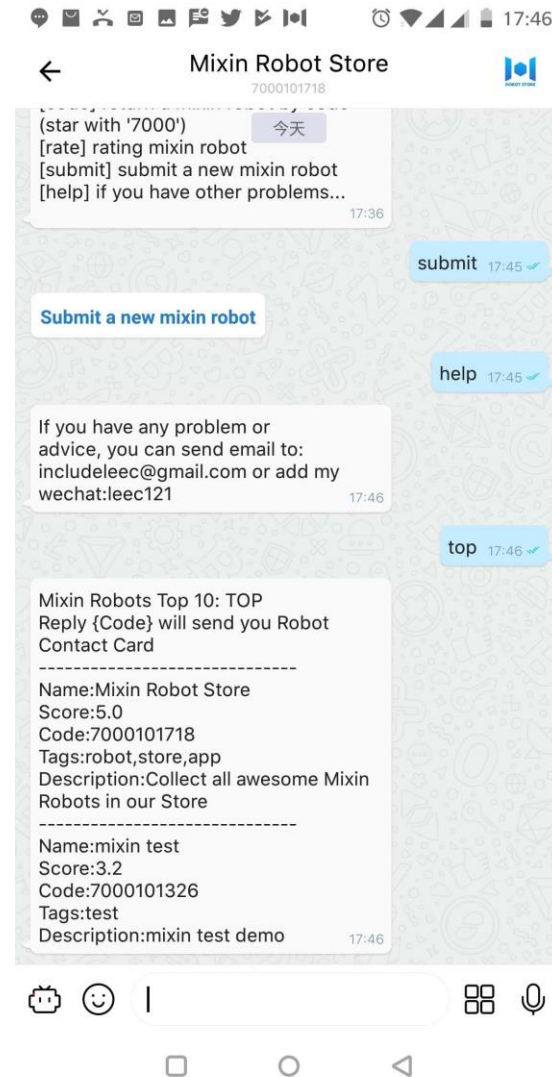 17:46
Mixin Robot Store
7000101718
(star with '7000')
今天
[rate] rating mixin robot
[submit] submit a new mixin robot
[help] if you have other problems...
17:36
submit 17:45
Submit a new mixin robot
help 17:45
If you have any problem or
advice, you can send email to:
includeleec@gmail.com or add my
wechat:leec121
17:46
top 17:46
Mixin Robots Top 10: TOP
Reply {Code} will send you Robot
Contact Card
------------------------------
Name:Mixin Robot Store
Score:5.0
Code:7000101718
Tags:robot,store,app
Description:Collect all awesome Mixin
Robots in our Store
------------------------------
Name:mixin test
Score:3.2
Code:7000101326
Tags:test
Description:mixin test demo
17:46